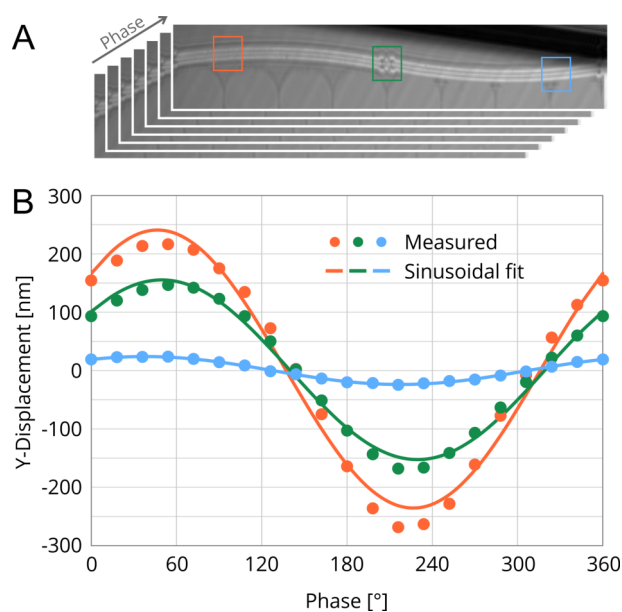 A
Phase
B
300
200
100
0
-100
-200
-300
Y-Displacement [nm]
Measured
Sinusoidal fit
0
60
120
180
240
300
360
Phase [°]